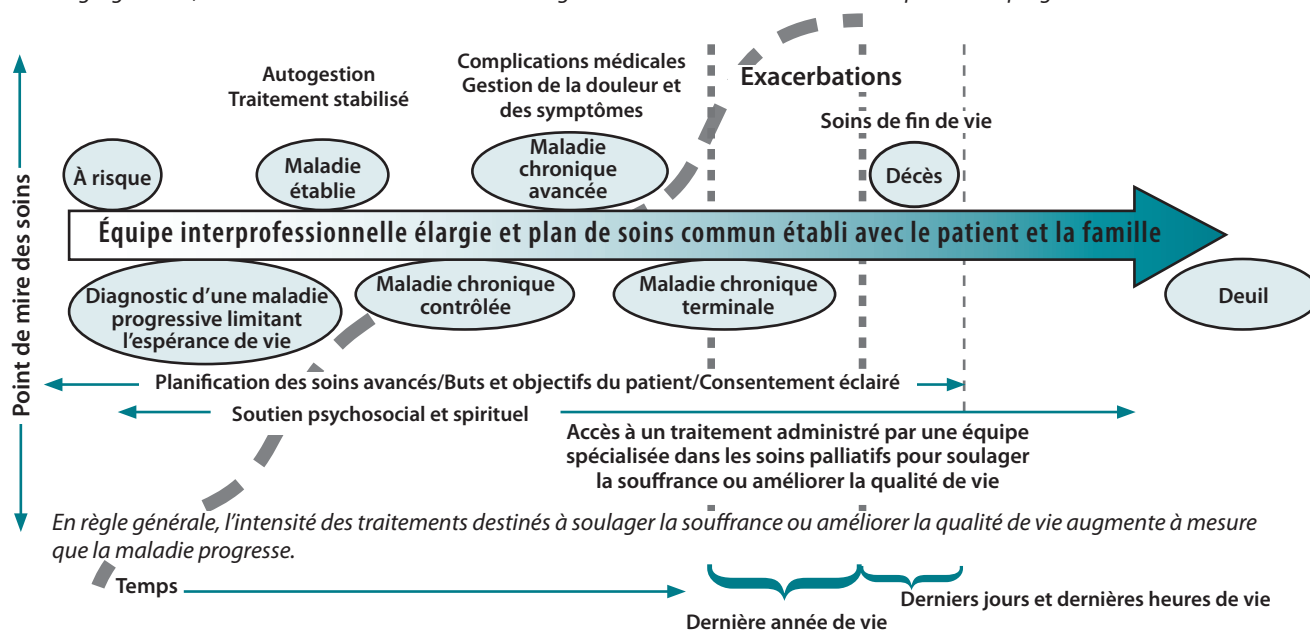 Complications médicales
Gestion de la douleur et
des symptômes
Autogestion
Traitement stabilisé
Exacerbations
Soins de fin de vie
Point de mire des soins
À risque
Maladie
établie
Maladie
chronique
avancée
Décès
Équipe interprofessionnelle élargie et plan de soins commun établi avec le patient et la famille
Diagnostic d’une maladie
progressive limitant
l’espérance de vie
Maladie chronique
contrôlée
Maladie chronique
terminale
Deuil
Planification des soins avancés/Buts et objectifs du patient/Consentement éclairé
Soutien psychosocial et spirituel
Accès à un traitement administré par une équipe
spécialisée dans les soins palliatifs pour soulager
la souffrance ou améliorer la qualité de vie
En règle générale, l’intensité des traitements destinés à soulager la souffrance ou améliorer la qualité de vie augmente à mesure
que la maladie progresse.
Temps
Dernière année de vie
Derniers jours et dernières heures de vie